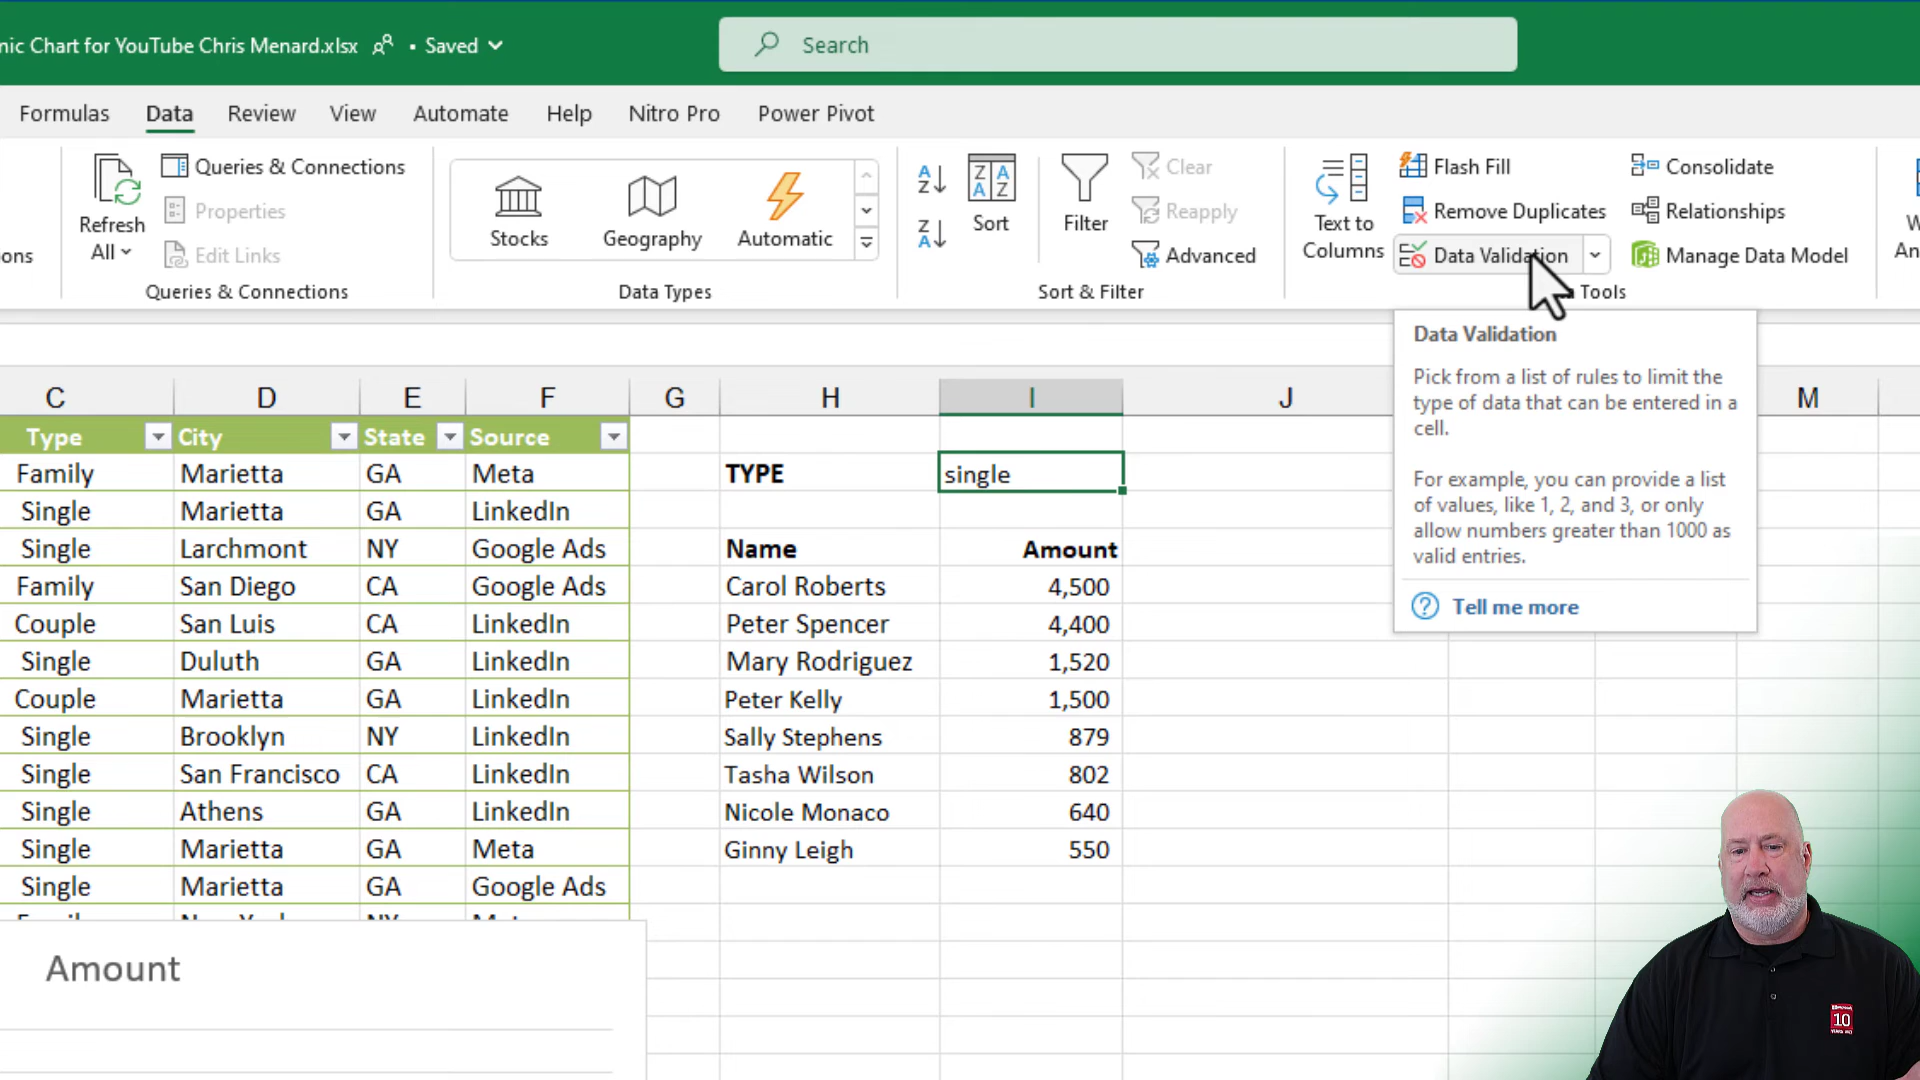 nic Chart for YouTube Chris Menard.xlsx • Saved
Search
Formulas Data Review View Automate Help Nitro Pro Power Pivot
ons
Refresh All
Queries & Connections
Properties
Edit Links
Queries & Connections
Stocks Geography Automatic
Data Types
Sort
Filter
Clear
Reapply
Advanced
Sort & Filter
Text to Columns
Flash Fill
Remove Duplicates
Data Validation
Consolidate
Relationships
Manage Data Model
Tools
Data Validation
Pick from a list of rules to limit the
type of data that can be entered in a
cell.
For example, you can provide a list
of values, like 1, 2, and 3, or only
allow numbers greater than 1000 as
valid entries.
Tell me more
C D E F G H I J M
Type City State Source
Family Marietta GA Meta TYPE single
Single Marietta GA LinkedIn
Single Larchmont NY Google Ads Name Amount
Family San Diego CA Google Ads Carol Roberts 4,500
Couple San Luis CA LinkedIn Peter Spencer 4,400
Single Duluth GA LinkedIn Mary Rodriguez 1,520
Couple Marietta GA LinkedIn Peter Kelly 1,500
Single Brooklyn NY LinkedIn Sally Stephens 879
Single San Francisco CA LinkedIn Tasha Wilson 802
Single Athens GA LinkedIn Nicole Monaco 640
Single Marietta GA Meta Ginny Leigh 550
Single Marietta GA Google Ads
Amount
10